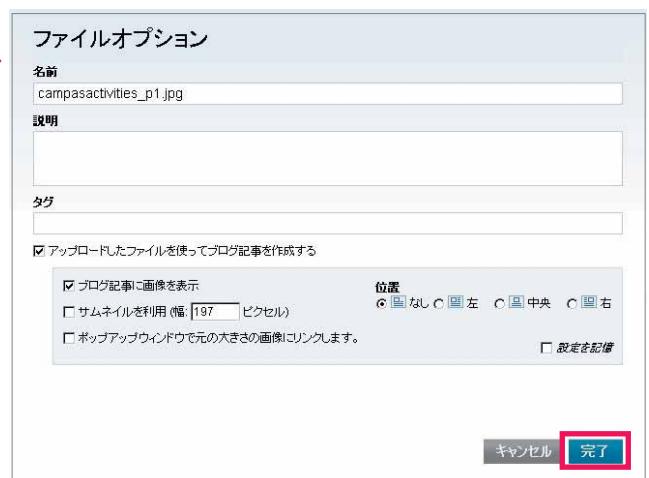 ファイルオプション
名前
campasactivities_p1.jpg
説明
タグ
アップロードしたファイルを使ってブログ記事を作成する
ブログ記事に画像を表示
サムネイルを利用 (幅: 197 ピクセル)
ポップアップウィンドウで元の大きさの画像にリンクします。
位置
なし 左 中央 右
設定を記憶
キャンセル 完了